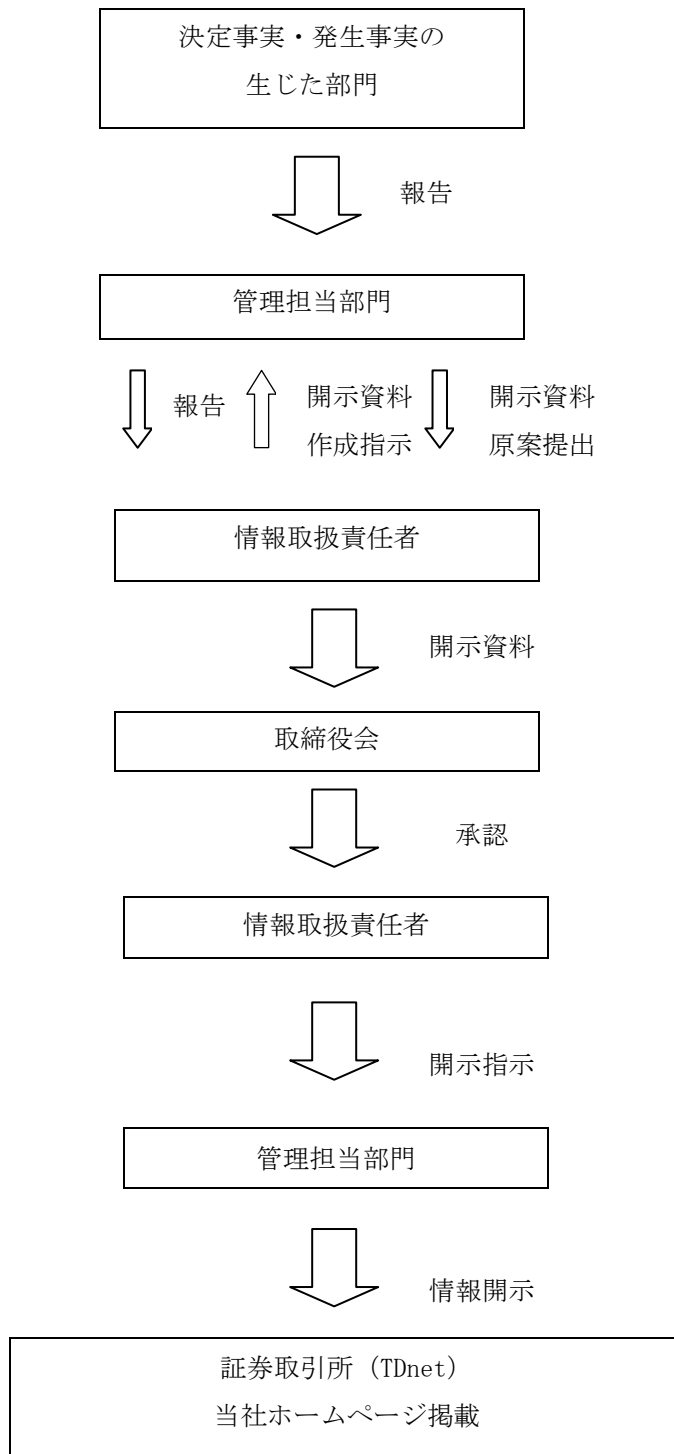 決定事実・発生事実の
生じた部門
報告
管理担当部門
報告
開示資料
作成指示
開示資料
原案提出
情報取扱責任者
開示資料
取締役会
承認
情報取扱責任者
開示指示
管理担当部門
情報開示
証券取引所（TDnet）
当社ホームページ掲載